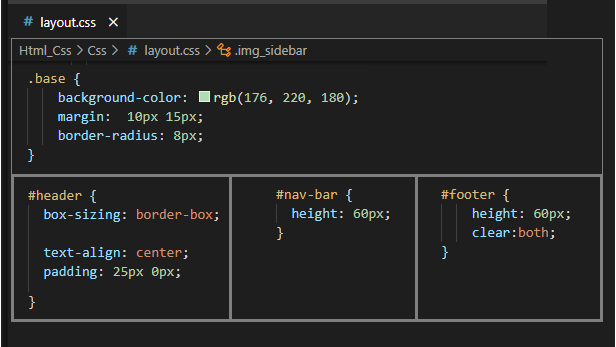 # layout.css ×
Html_Css > Css > # layout.css > .img_sidebar
.base {
background-color: rgb(176, 220, 180);
margin:  10px 15px;
border-radius: 8px;
}
#header {
box-sizing: border-box;
text-align: center;
padding: 25px 0px;
}
#nav-bar {
height: 60px;
}
#footer {
height: 60px;
clear:both;
}